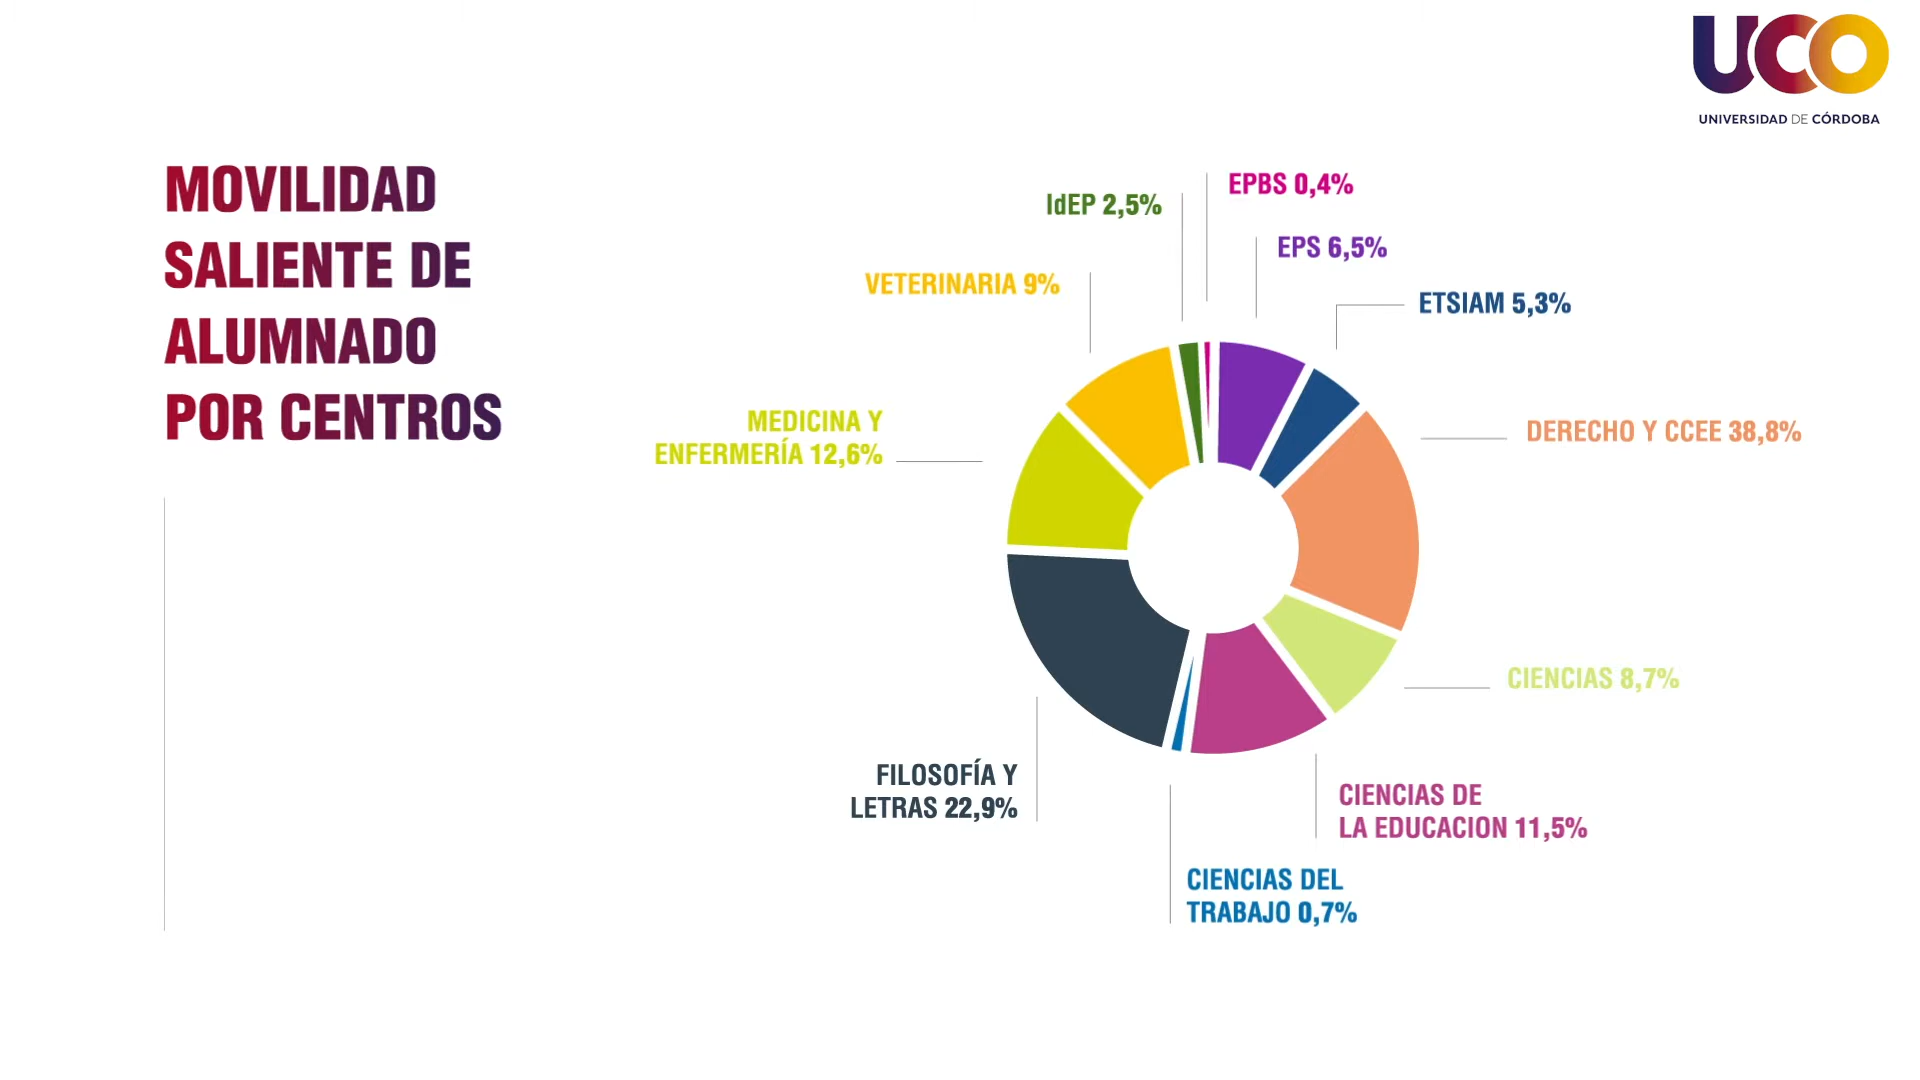 UCO
UNIVERSIDAD DE CÓRDOBA
MOVILIDAD
SALIENTE DE
ALUMNADO
POR CENTROS
EPBS 0,4%
IdEP 2,5%
EPS 6,5%
VETERINARIA 9%
ETSIAM 5,3%
MEDICINA Y
ENFERMERÍA 12,6%
DERECHO Y CCEE 38,8%
CIENCIAS 8,7%
FILOSOFÍA Y
LETRAS 22,9%
CIENCIAS DE
LA EDUCACION 11,5%
CIENCIAS DEL
TRABAJO 0,7%